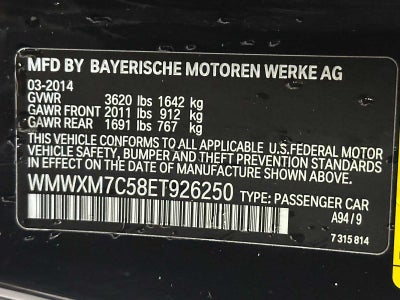 MFD BY BAYERISCHE MOTOREN WERKE AG
03-2014
GVWR 3620 lbs 1642 kg
GAWR FRONT 2011 lbs 912 kg
GAWR REAR 1691 lbs 767 kg
THIS VEHICLE CONFORMS TO ALL APPLICABLE U.S.FEDERAL MOTOR
VEHICLE SAFETY, BUMPER AND THEFT PREVENTION STANDARDS
IN EFFECT ON THE DATE OF MANUFACTURE SHOWN ABOVE.
WMWXM7C58ET926250 TYPE: PASSENGER CAR
A94 / 9
7 315 814